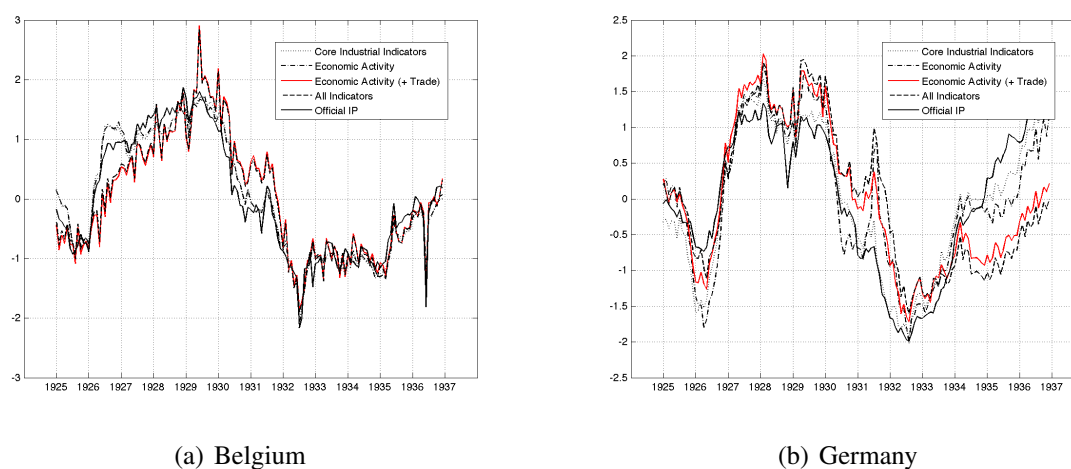 3
2
1
0
-1
-2
-3
1925 1926 1927 1928 1929 1930 1931 1932 1933 1934 1935 1936 1937
Core Industrial Indicators
Economic Activity
Economic Activity (+ Trade)
All Indicators
Official IP
(a) Belgium
2.5
2
1.5
1
0.5
0
-0.5
-1
-1.5
-2
-2.5
1925 1926 1927 1928 1929 1930 1931 1932 1933 1934 1935 1936 1937
Core Industrial Indicators
Economic Activity
Economic Activity (+ Trade)
All Indicators
Official IP
(b) Germany